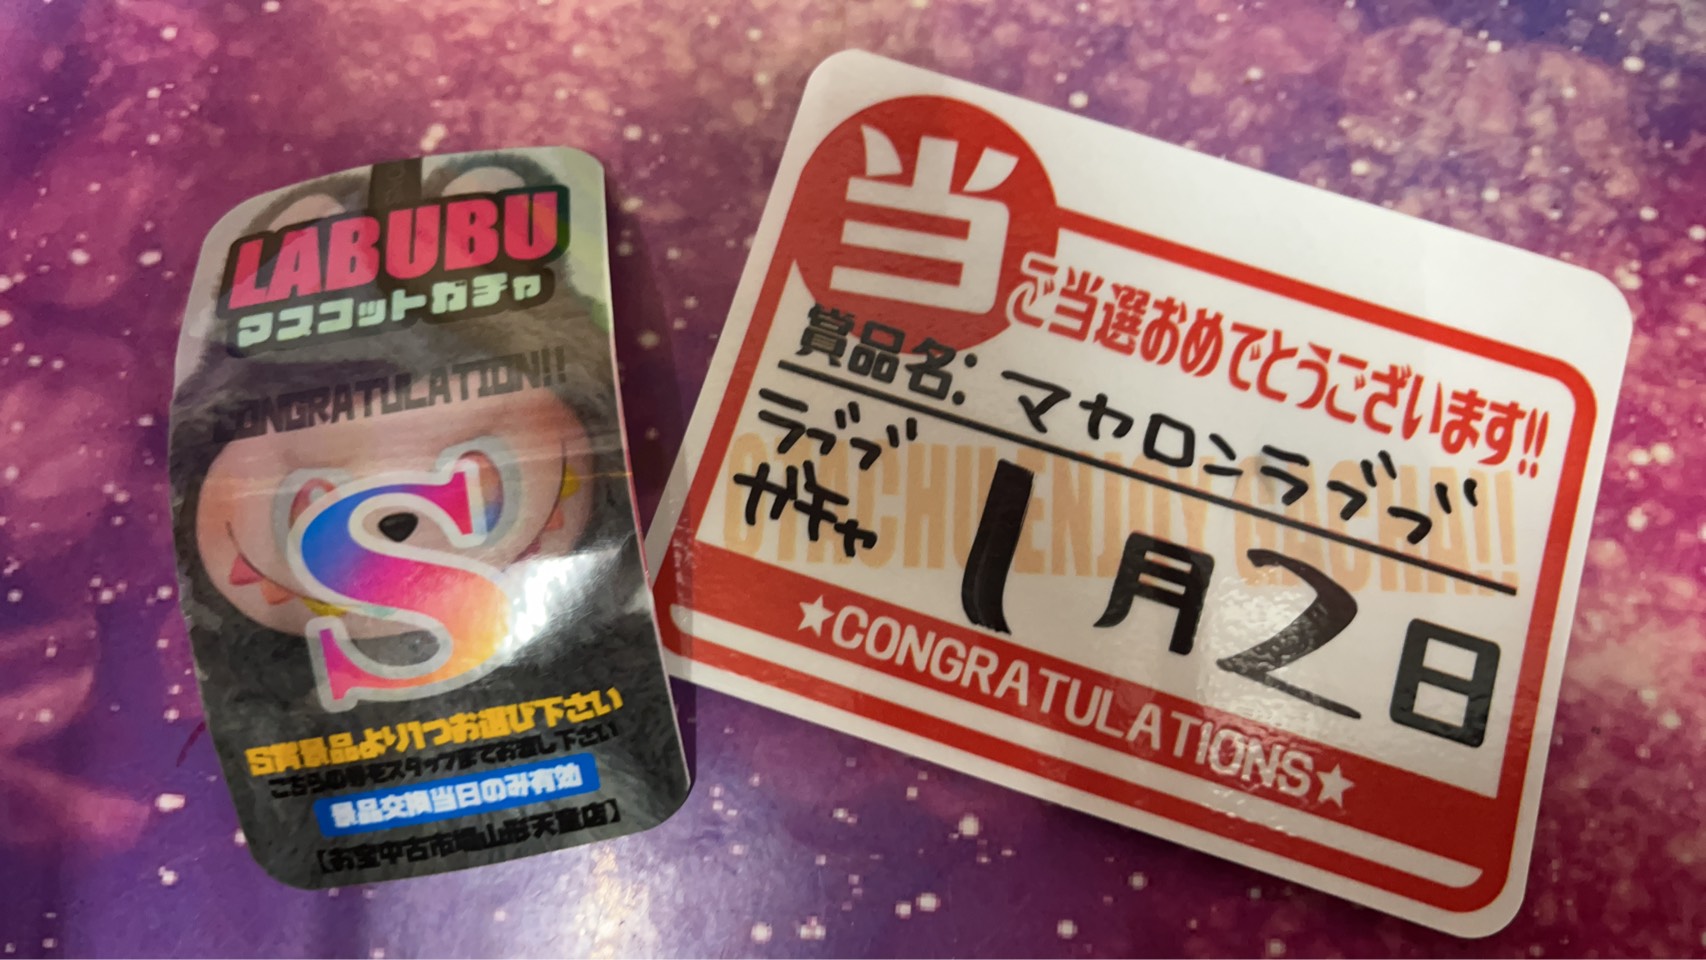 LABUBU
マスコットガチャ
CONGRATULATION!!
S
S賞景品より1つお選び下さい
こちらの券をスタッフまでお渡し下さい
景品交換当日のみ有効
【お宝中古市場山形天童店】
当
ご当選おめでとうございます!!
賞品名: マカロンラブブ
ラブブ
ガチャ
1月2日
★CONGRATULATIONS★